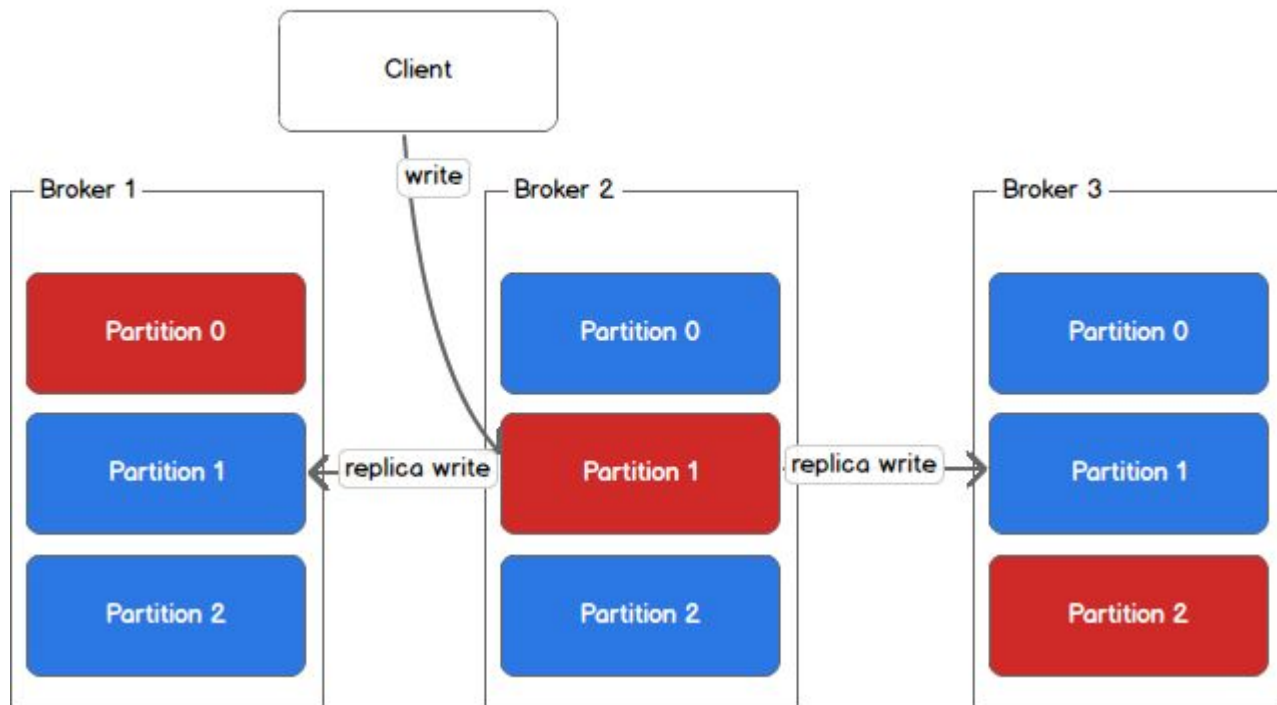 Client
write
Broker 1
Broker 2
Broker 3
Partition 0
Partition 0
Partition 0
Partition 1
replica write
Partition 1
replica write
Partition 1
Partition 2
Partition 2
Partition 2